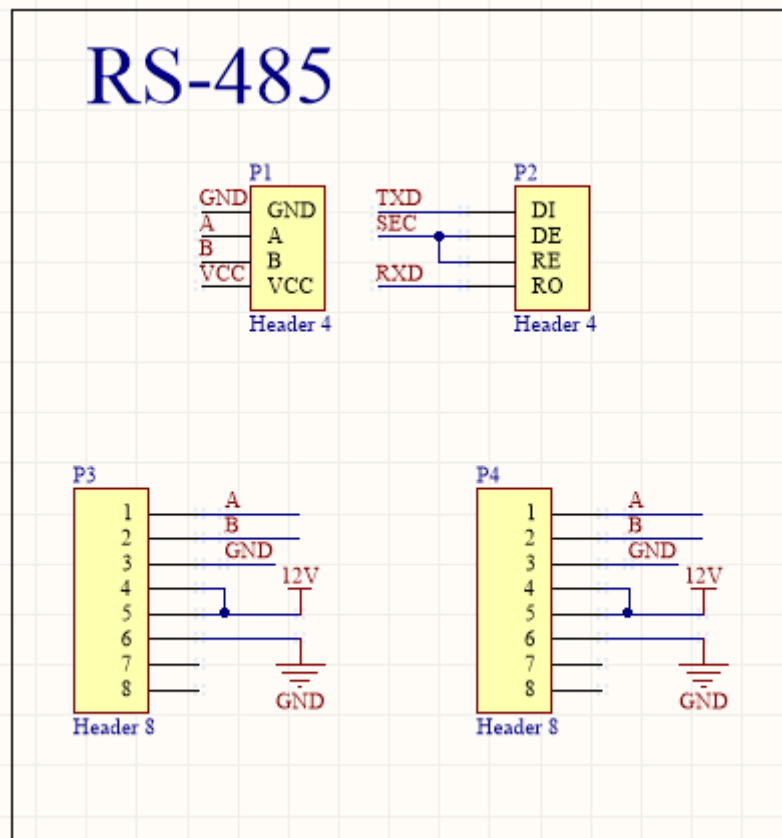 RS-485
P1
GND GND
A A
B B
VCC VCC
Header 4
P2
TXD DI
SEC DE
RE
RXD RO
Header 4
P3
1 A
2 B
3 GND
4 12V
5
6
7
8 GND
Header 8
P4
1 A
2 B
3 GND
4 12V
5
6
7
8 GND
Header 8